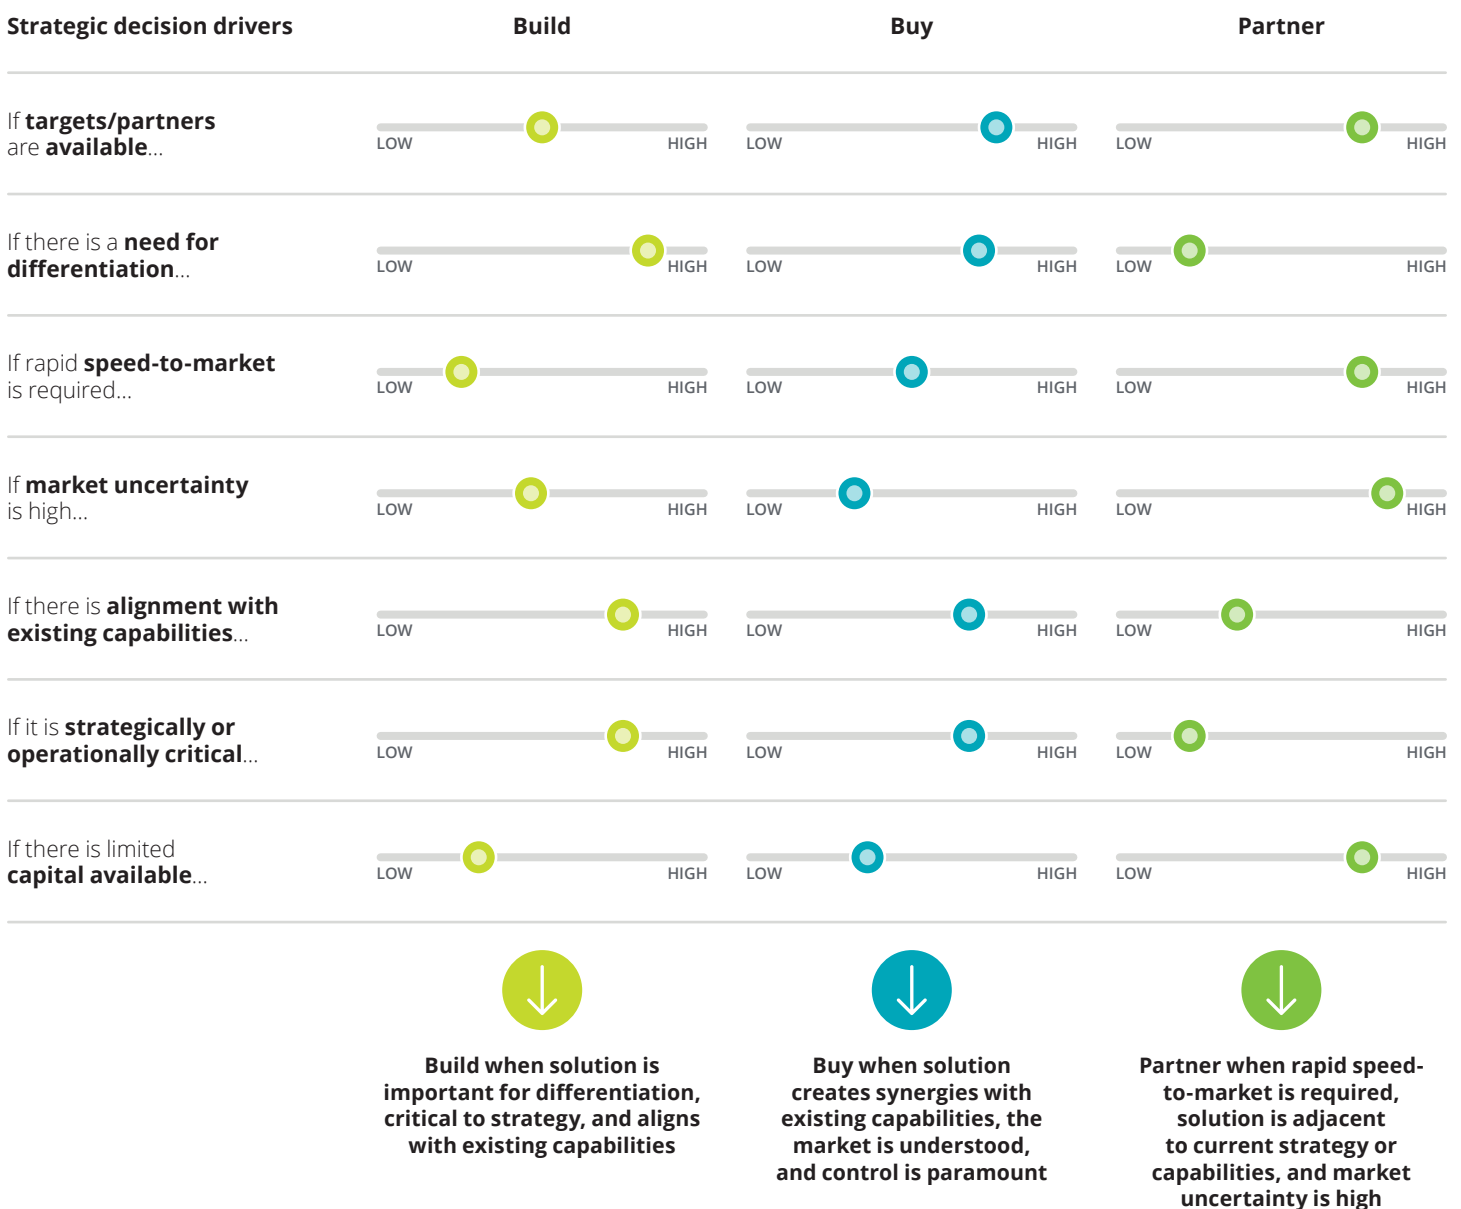 Strategic decision drivers Build Buy Partner
If targets/partners
are available...
LOW HIGH LOW HIGH LOW HIGH
If there is a need for
differentiation...
LOW HIGH LOW HIGH LOW HIGH
If rapid speed-to-market
is required...
LOW HIGH LOW HIGH LOW HIGH
If market uncertainty
is high...
LOW HIGH LOW HIGH LOW HIGH
If there is alignment with
existing capabilities...
LOW HIGH LOW HIGH LOW HIGH
If it is strategically or
operationally critical...
LOW HIGH LOW HIGH LOW HIGH
If there is limited
capital available...
LOW HIGH LOW HIGH LOW HIGH
Build when solution is
important for differentiation,
critical to strategy, and aligns
with existing capabilities
Buy when solution
creates synergies with
existing capabilities, the
market is understood,
and control is paramount
Partner when rapid speed-
to-market is required,
solution is adjacent
to current strategy or
capabilities, and market
uncertainty is high